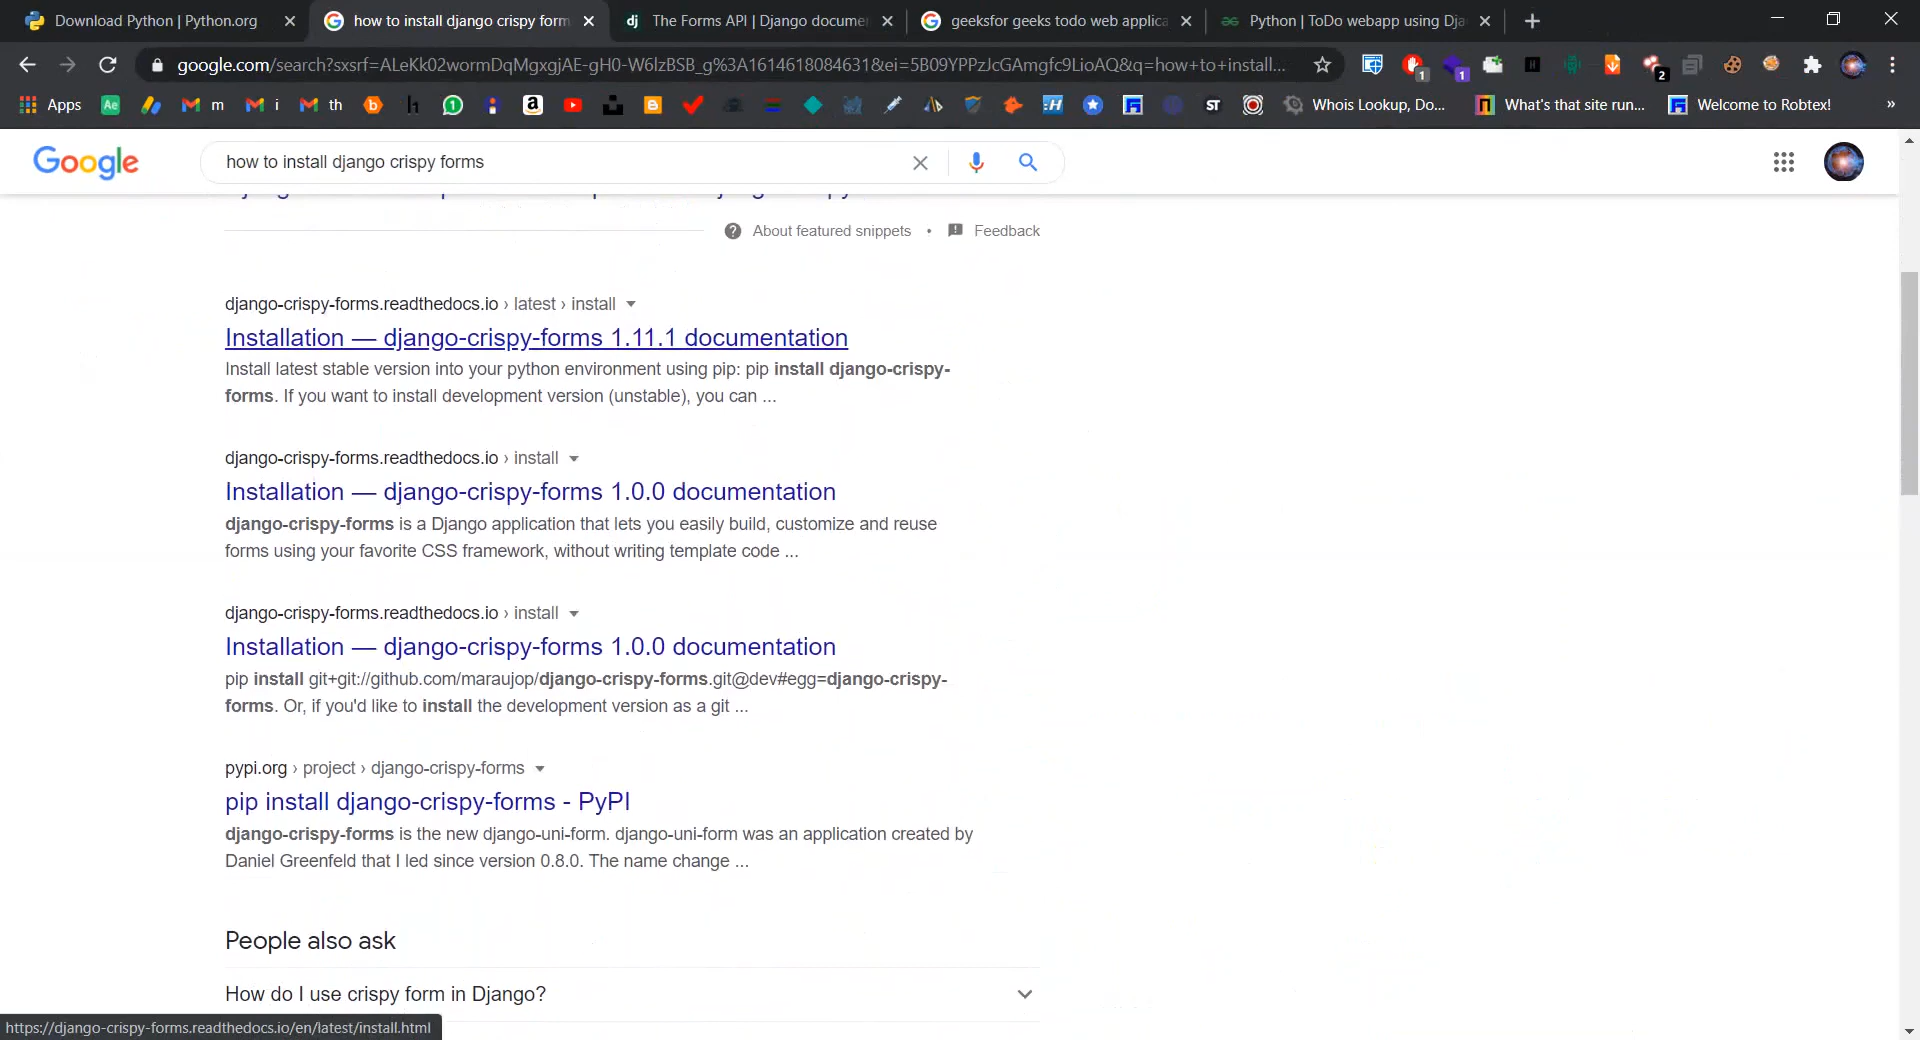 Download Python | Python.org
how to install django crispy form
The Forms API | Django documen
geeksfor geeks todo web applica
Python | ToDo webapp using Dja
google.com/search?sxsrf=ALeKk02wormDqMgxgjAE-gH0-W6lzBSB_g%3A1614618084631&ei=5B09YPPzJcGAmgfc9LioAQ&q=how+to+install...
1
1
2
Apps
Ae
m
i
th
ST
Whois Lookup, Do...
What's that site run...
Welcome to Robtex!
»
Google
how to install django crispy forms
About featured snippets • Feedback
django-crispy-forms.readthedocs.io › latest › install
Installation — django-crispy-forms 1.11.1 documentation
Install latest stable version into your python environment using pip: pip install django-crispy-
forms. If you want to install development version (unstable), you can ...
django-crispy-forms.readthedocs.io › install
Installation — django-crispy-forms 1.0.0 documentation
django-crispy-forms is a Django application that lets you easily build, customize and reuse
forms using your favorite CSS framework, without writing template code ...
django-crispy-forms.readthedocs.io › install
Installation — django-crispy-forms 1.0.0 documentation
pip install git+git://github.com/maraujop/django-crispy-forms.git@dev#egg=django-crispy-
forms. Or, if you'd like to install the development version as a git ...
pypi.org › project › django-crispy-forms
pip install django-crispy-forms - PyPI
django-crispy-forms is the new django-uni-form. django-uni-form was an application created by
Daniel Greenfeld that I led since version 0.8.0. The name change ...
People also ask
How do I use crispy form in Django?
https://django-crispy-forms.readthedocs.io/en/latest/install.html